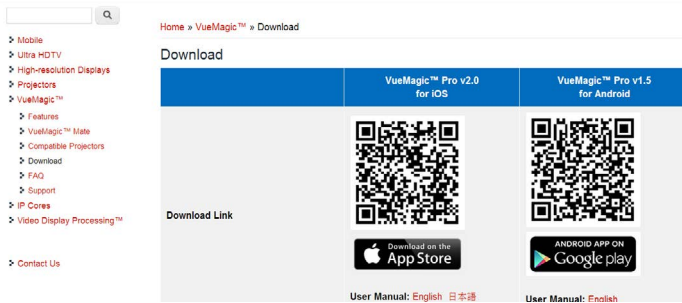 Home » VueMagic™ » Download
Mobile
Ultra HDTV
High-resolution Displays
Projectors
VueMagic™
Features
VueMagic™ Mate
Compatible Projectors
Download
FAQ
Support
IP Cores
Video Display Processing™
Contact Us
Download
VueMagic™ Pro v2.0
for iOS
VueMagic™ Pro v1.5
for Android
Download Link
Download on the
App Store
ANDROID APP ON
Google play
User Manual: English 日本語
User Manual: English